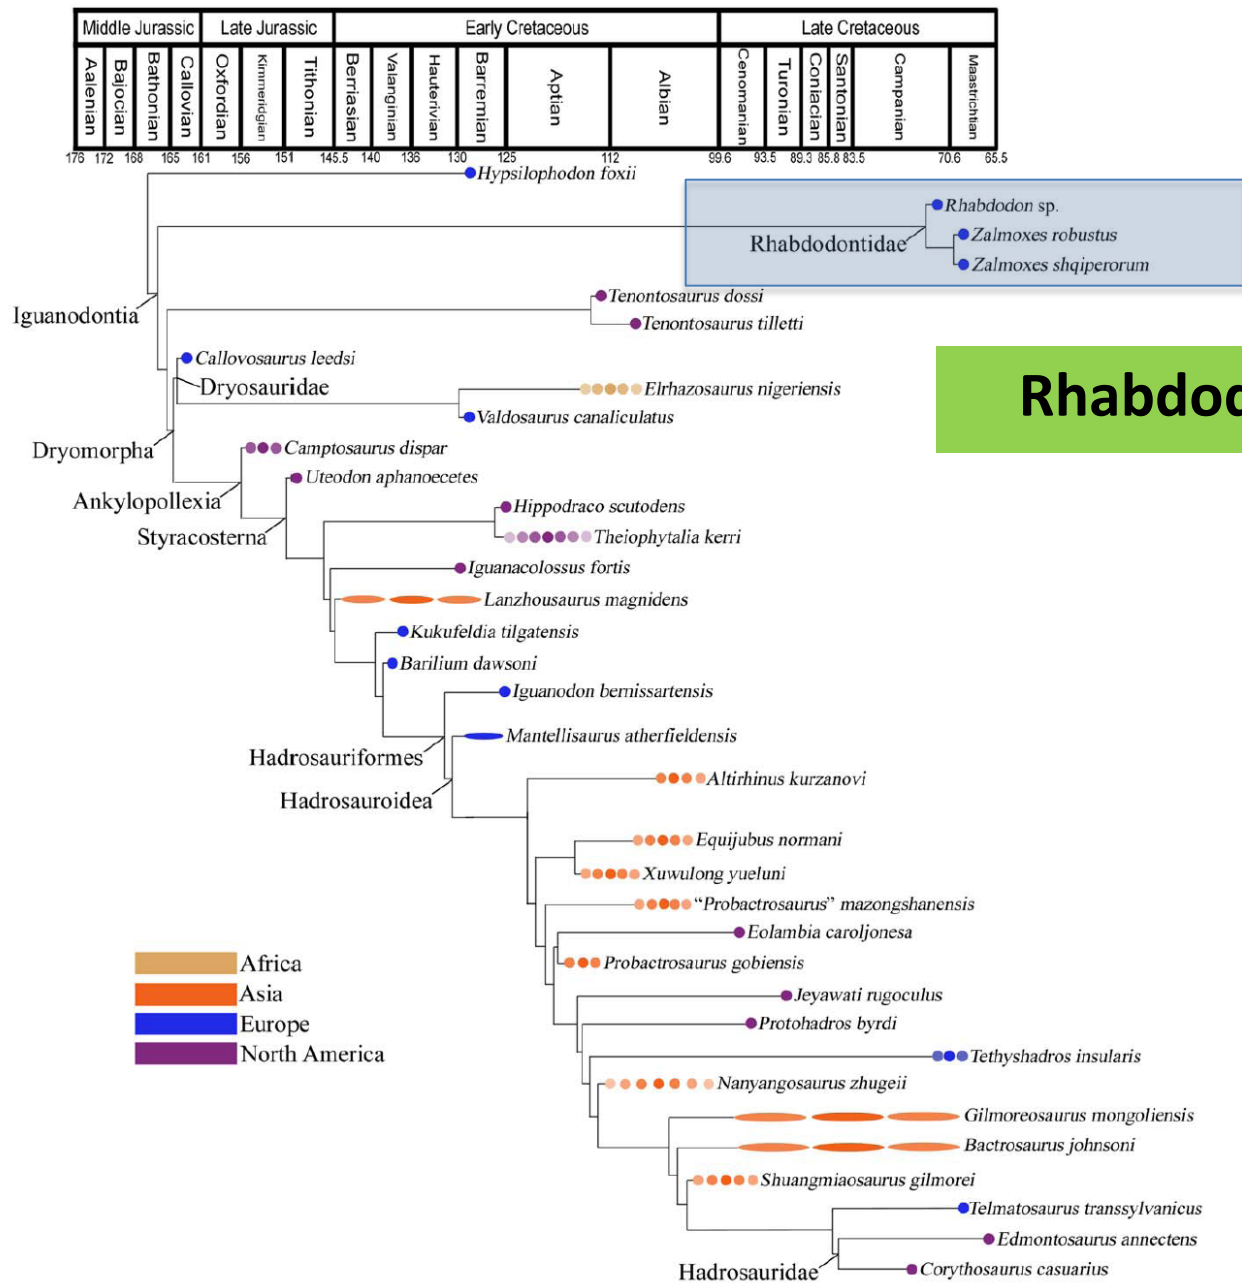 Middle Jurassic Late Jurassic Early Cretaceous Late Cretaceous
Aalenian Bajocian Bathonian Callovian Oxfordian Kimmeridgian Tithonian Berriasian Valanginian Hauterivian Barremian Aptian Albian Cenomanian Turonian Coniacian Santonian Campanian Maastrichtian
176 172 168 165 161 156 151 145.5 140 136 130 125 112 99.6 93.5 89.3 85.8 83.5 70.6 65.5
Hypsilophodon foxii
Rhabdodon sp.
Zalmoxes robustus
Rhabdodontidae
Zalmoxes shqiperorum
Tenontosaurus dossi
Iguanodontia
Tenontosaurus tilletti
Callovosaurus leedsi
Dryosauridae
Elrhazosaurus nigeriensis
Rhabdod
Valdosaurus canaliculatus
Dryomorpha
Camptosaurus dispar
Uteodon aphanoecetes
Ankylopollexia
Hippodraco scutodens
Styracosterna
Theiophytalia kerri
Iguanacolossus fortis
Lanzhousaurus magnidens
Kukufeldia tilgatensis
Barilium dawsoni
Iguanodon bernissartensis
Mantellisaurus atherfieldensis
Hadrosauriformes
Altirhinus kurzanovi
Hadrosauroidea
Equijubus normani
Xuwulong yueluni
“Probactrosaurus” mazongshanensis
Eolambia caroljonesa
Probactrosaurus gobiensis
Africa
Asia
Europe
North America
Jeyawati rugoculus
Protohadros byrdi
Tethyshadros insularis
Nanyangosaurus zhugeii
Gilmoreosaurus mongoliensis
Bactrosaurus johnsoni
Shuangmiaosaurus gilmorei
Telmatosaurus transsylvanicus
Edmontosaurus annectens
Hadrosauridae
Corythosaurus casuarius